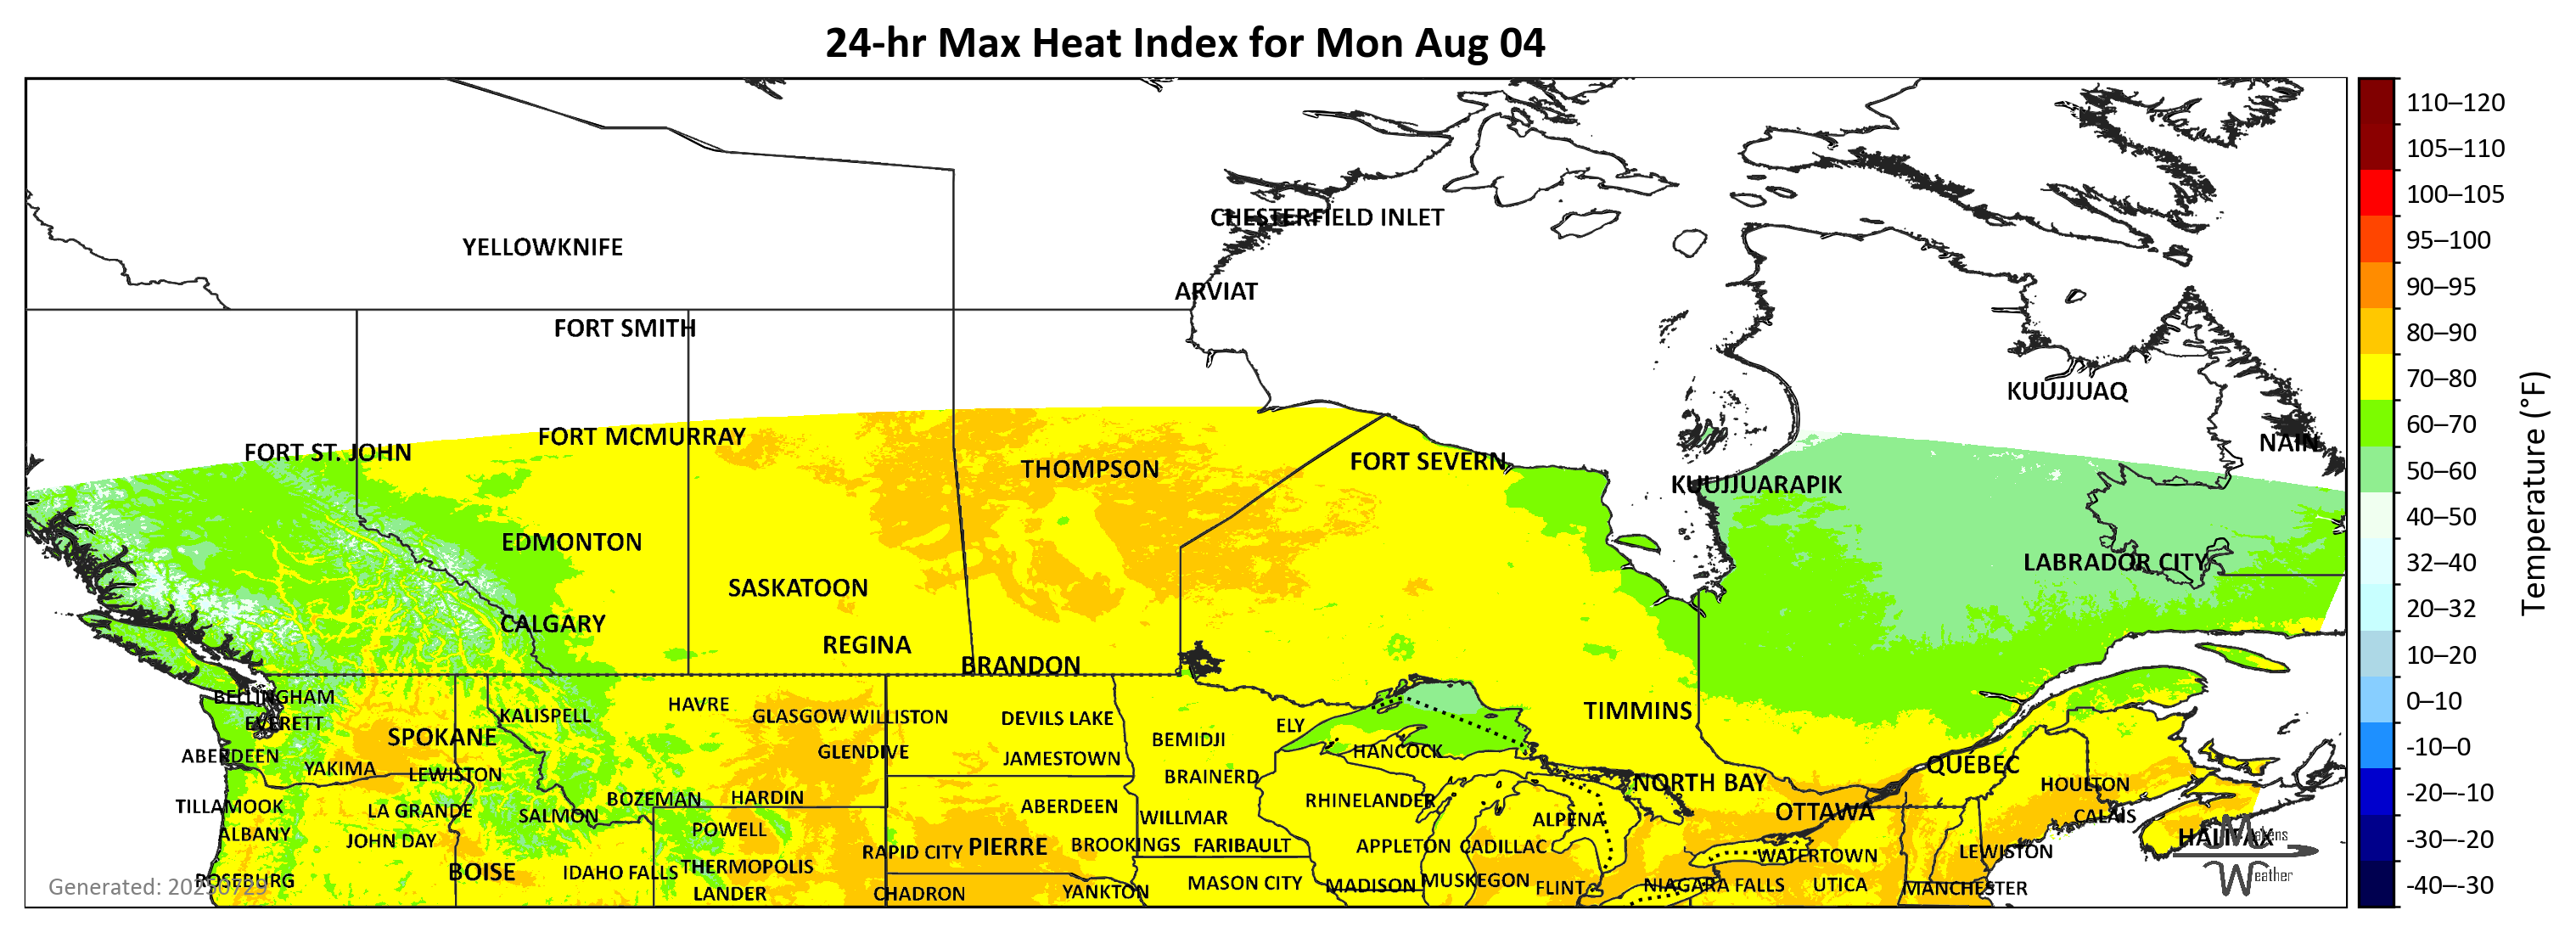 24-hr Max Heat Index for Mon Aug 04
110–120
105–110
CHESTERFIELD INLET
100–105
YELLOWKNIFE
95–100
ARVIAT
90–95
FORT SMITH
80–90
KUUJJUAQ
70–80
FORT ST. JOHN
FORT MCMURRAY
NAIN
60–70
THOMPSON
FORT SEVERN
KUUJJUARAPIK
50–60
EDMONTON
40–50
LABRADOR CITY
32–40
SASKATOON
CALGARY
20–32
REGINA
BRANDON
10–20
Temperature (°F)
BELLINGHAM
HAVRE
0–10
EVERETT
KALISPELL
GLASGOW
WILLISTON
DEVILS LAKE
ELY
TIMMINS
SPOKANE
BEMIDJI
-10–0
ABERDEEN
GLENDIVE
JAMESTOWN
HANCOCK
YAKIMA
LEWISTON
BRAINERD
NORTH BAY
QUÉBEC
HOULTON
-20–-10
TILLAMOOK
LA GRANDE
SALMON
BOZEMAN
HARDIN
ABERDEEN
WILLMAR
RHINELANDER
ALPENA
OTTAWA
CALAIS
ALBANY
JOHN DAY
POWELL
RAPID CITY
PIERRE
BROOKINGS
FARIBAULT
APPLETON
CADILLAC
WATERTOWN
LEWISTON
HALIFAX
-30–-20
Makens
Weather
ROSEBURG
BOISE
IDAHO FALLS
THERMOPOLIS
LANDER
CHADRON
YANKTON
MASON CITY
MADISON
MUSKEGON
FLINT
NIAGARA FALLS
UTICA
MANCHESTER
-40–-30
Generated: 20250729